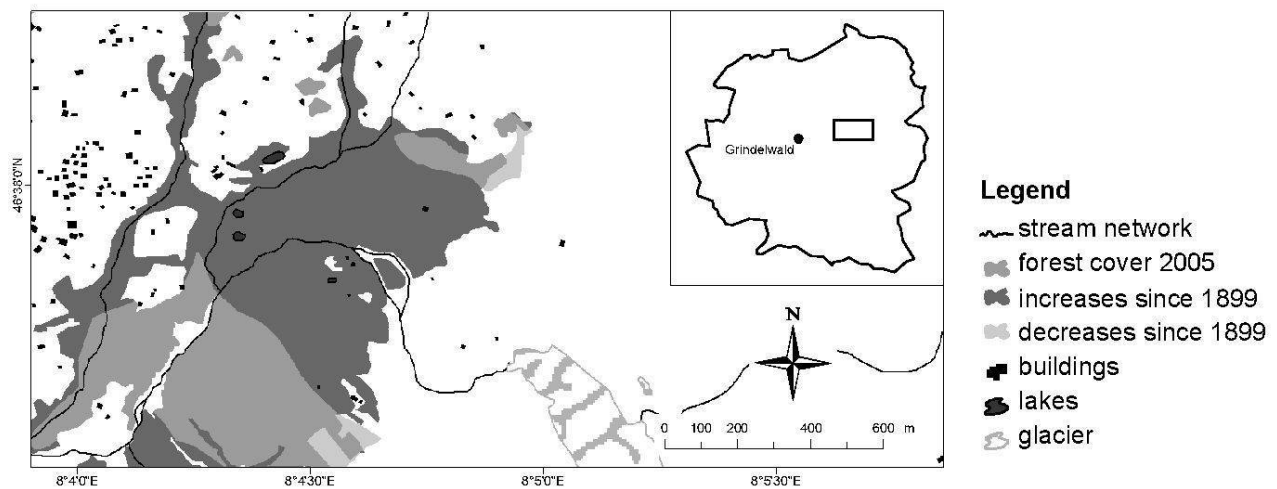 Grindelwald
46°38'0"N
N
0 100 200 400 600 m
8°4'0"E 8°4'30"E 8°5'0"E 8°5'30"E
Legend
stream network
forest cover 2005
increases since 1899
decreases since 1899
buildings
lakes
glacier